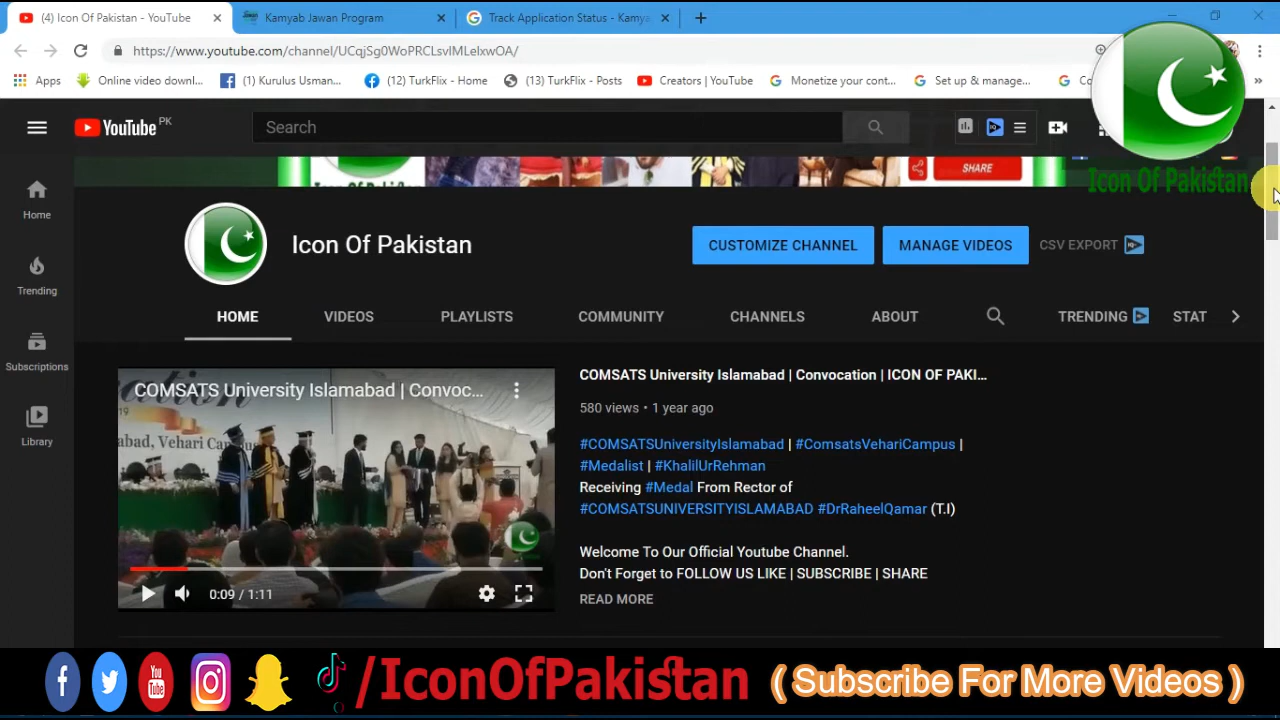 (4) Icon Of Pakistan - YouTube
Kamyab Jawan Program
Track Application Status - Kamya
https://www.youtube.com/channel/
Apps
Online video downl...
(1) Kurulus Usman...
(12) TurkFlix - Home
(13) TurkFlix - Posts
Creators | YouTube
Monetize your cont...
Set up & manage...
YouTube PK
Search
SHARE
Icon Of Pakistan
Home
Icon Of Pakistan
CUSTOMIZE CHANNEL
MANAGE VIDEOS
CSV EXPORT
Trending
HOME
VIDEOS
PLAYLISTS
COMMUNITY
CHANNELS
ABOUT
TRENDING
STAT
Subscriptions
Library
COMSATS University Islamabad | Convoc...
abad, Vehari Campus
0:09 / 1:11
COMSATS University Islamabad | Convocation | ICON OF PAKI...
580 views • 1 year ago
#COMSATSUniversityIslamabad | #ComsatsVehariCampus |
#Medalist | #KhalilUrRehman
Receiving #Medal From Rector of
#COMSATSUNIVERSITYISLAMABAD #DrRaheelQamar (T.I)
Welcome To Our Official Youtube Channel.
Don't Forget to FOLLOW US LIKE | SUBSCRIBE | SHARE
READ MORE
You Tube
/IconOfPakistan
( Subscribe For More Videos )